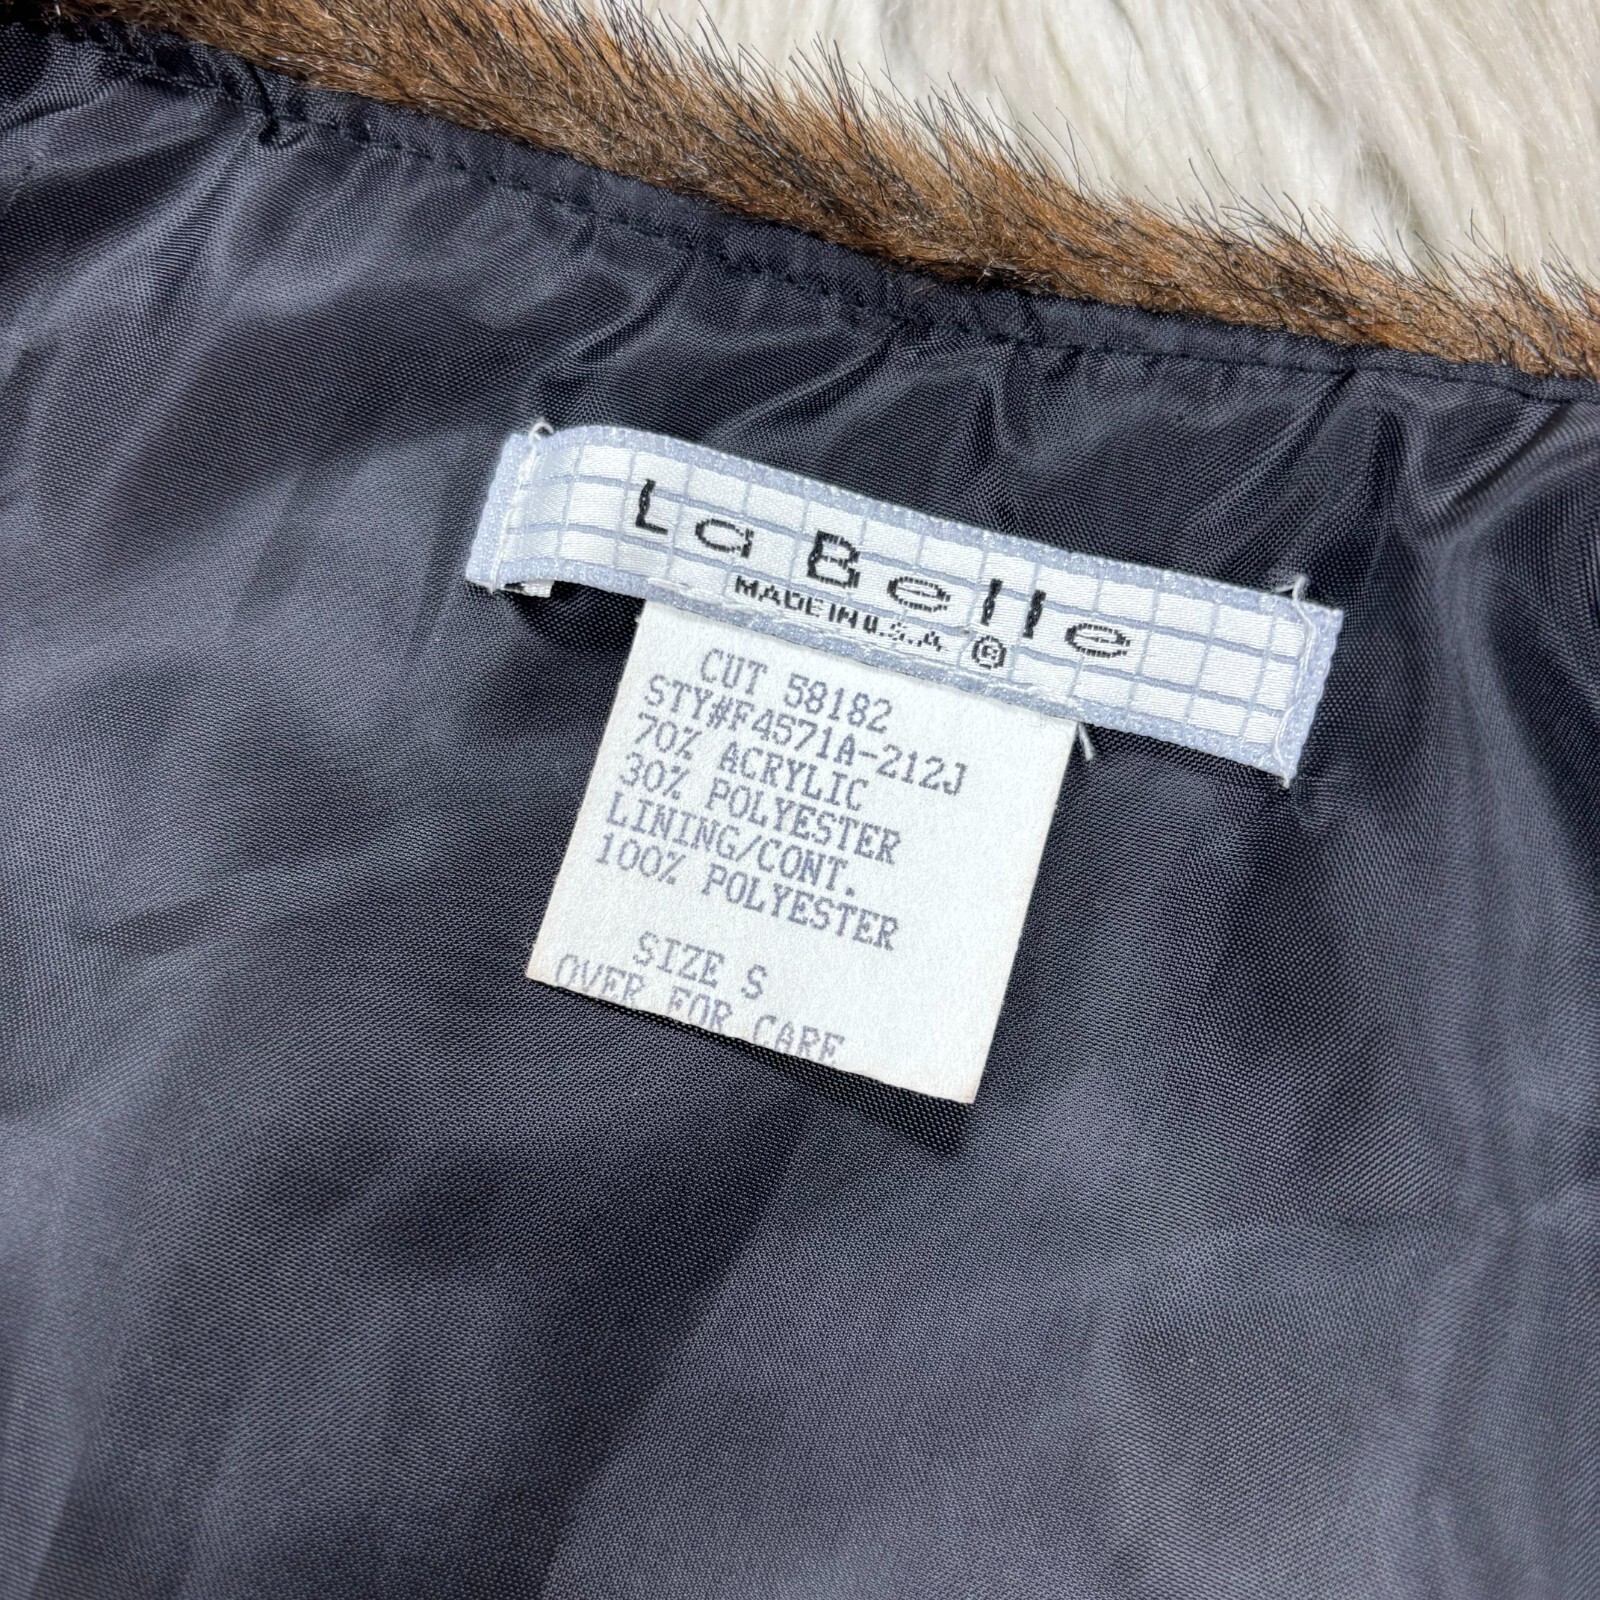 La Belle
MADE IN U.S.A ®
CUT 58182
STY#F4571A-212J
70% ACRYLIC
30% POLYESTER
LINING/CONT.
100% POLYESTER
SIZE S
OVER FOR CARE